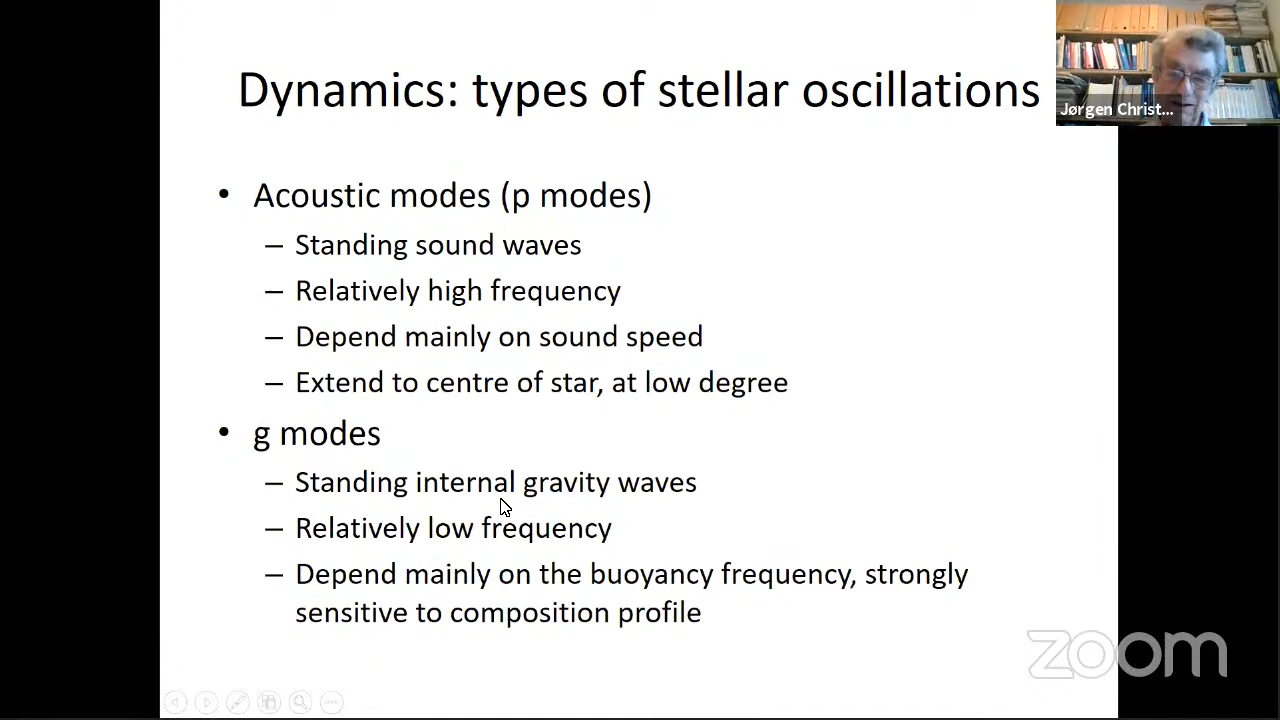 Dynamics: types of stellar oscillations
Jørgen Christ...
• Acoustic modes (p modes)
– Standing sound waves
– Relatively high frequency
– Depend mainly on sound speed
– Extend to centre of star, at low degree
• g modes
– Standing internal gravity waves
– Relatively low frequency
– Depend mainly on the buoyancy frequency, strongly
sensitive to composition profile
zoom